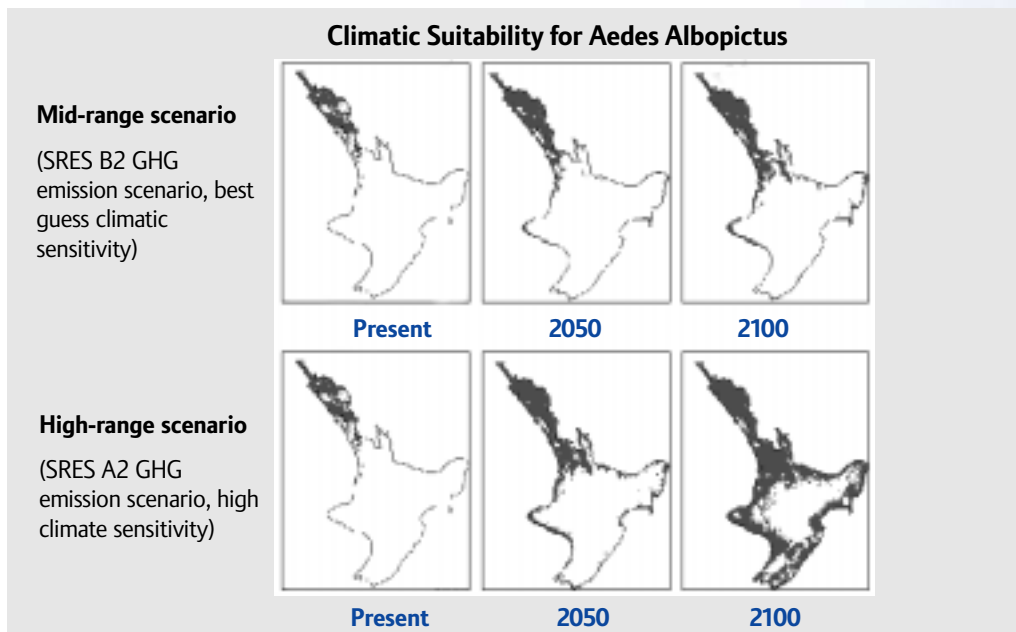 Climatic Suitability for Aedes Albopictus
Mid-range scenario
(SRES B2 GHG
emission scenario, best
guess climatic
sensitivity)
Present
2050
2100
High-range scenario
(SRES A2 GHG
emission scenario, high
climate sensitivity)
Present
2050
2100